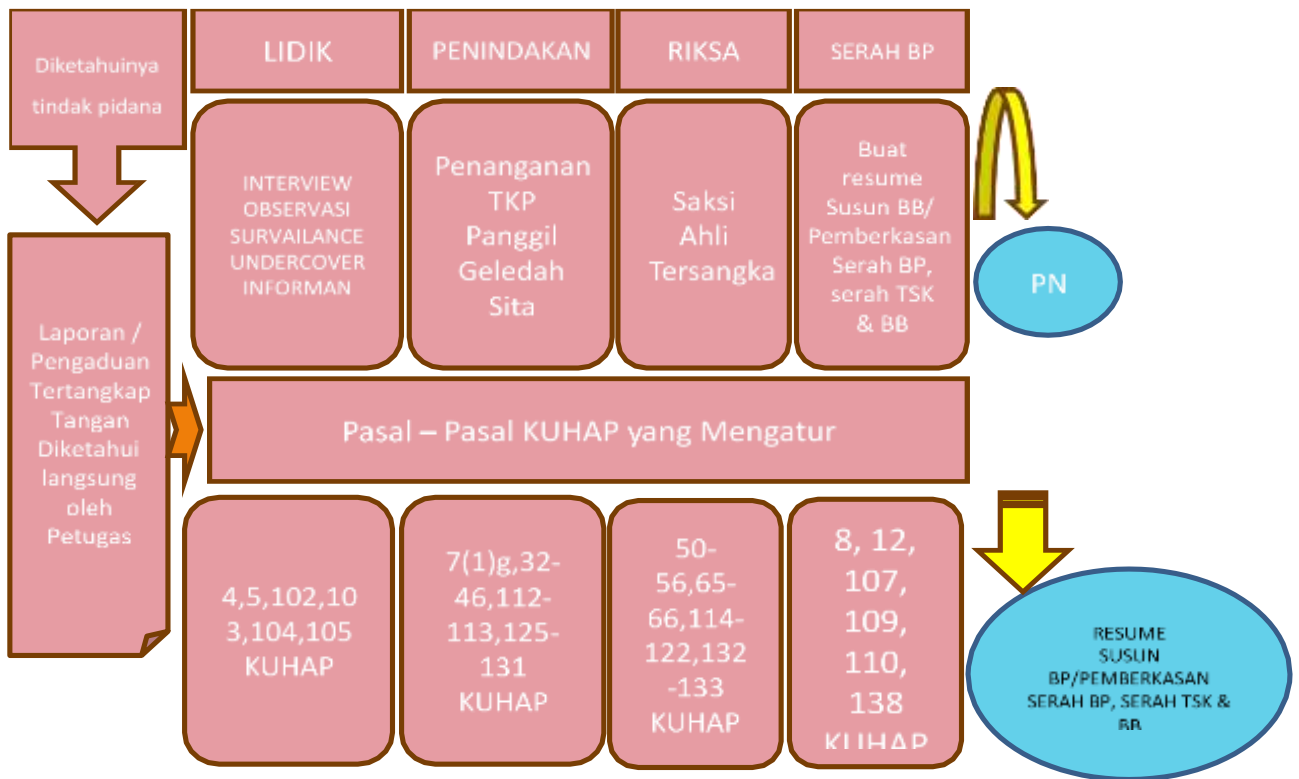 Diketahuinya
tindak pidana
LIDIK
PENINDAKAN
RIKSA
SERAH BP
INTERVIEW
OBSERVASI
SURVAILANCE
UNDERCOVER
INFORMAN
Penanganan
TKP
Panggil
Geledah
Sita
Saksi
Ahli
Tersangka
Buat
resume
Susun BB/
Pemberkasan
Serah BP,
serah TSK
& BB
PN
Laporan /
Pengaduan
Tertangkap
Tangan
Diketahui
langsung
oleh
Petugas
Pasal – Pasal KUHAP yang Mengatur
4,5,102,10
3,104,105
KUHAP
7(1)g,32-
46,112-
113,125-
131
KUHAP
50-
56,65-
66,114-
122,132
-133
KUHAP
8, 12,
107,
109,
110,
138
KUHAP
RESUME
SUSUN
BP/PEMBERKASAN
SERAH BP, SERAH TSK &
BB